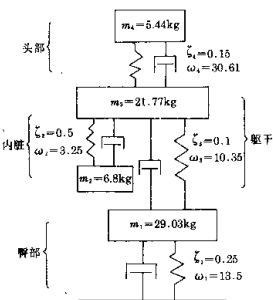 m₄=5.44kg
头部
ζ₄=0.15
ω₄=30.61
m₃=21.77kg
内脏
ζ₂=0.5
ω₂=3.25
ζ₃=0.1
ω₃=10.35
躯干
m₂=6.8kg
m₁=29.03kg
臀部
ζ₁=0.25
ω₁=13.5